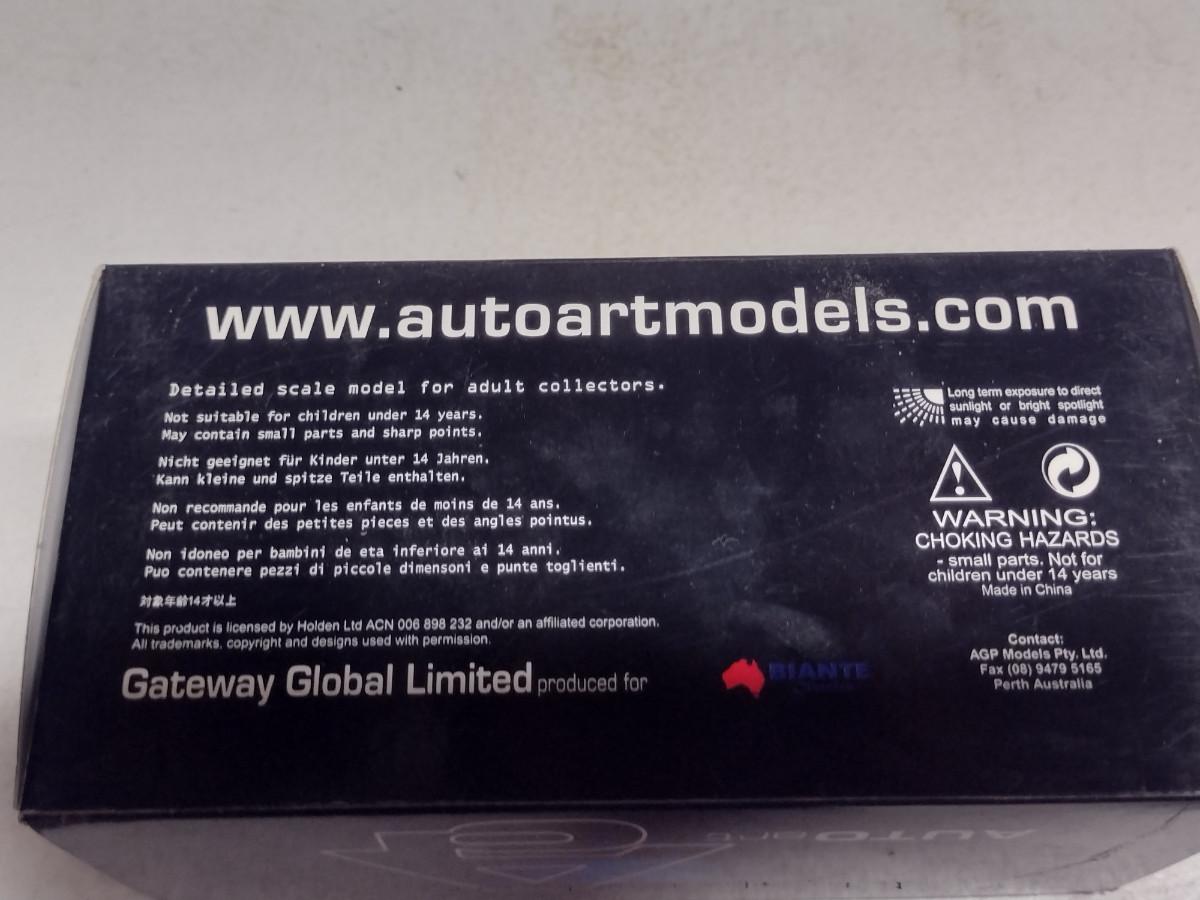 www.autoartmodels.com
Detailed scale model for adult collectors.
Not suitable for children under 14 years.
May contain small parts and sharp points.
Nicht geeignet für Kinder unter 14 Jahren.
Kann kleine und spitze Teile enthalten.
Non recommande pour les enfants de moins de 14 ans.
Peut contenir des petites pieces et des angles pointus.
Non idoneo per bambini de eta inferiore ai 14 anni.
Puo contenere pezzi di piccole dimensoni e punte toglienti.
対象年齢14才以上
This product is licensed by Holden Ltd ACN 006 898 232 and/or an affiliated corporation.
All trademarks, copyright and designs used with permission.
Gateway Global Limited produced for
BIANTE
Long term exposure to direct
sunlight or bright spotlight
may cause damage
WARNING:
CHOKING HAZARDS
- small parts. Not for
children under 14 years
Made in China
Contact:
AGP Models Pty. Ltd.
Fax (08) 9479 5165
Perth Australia